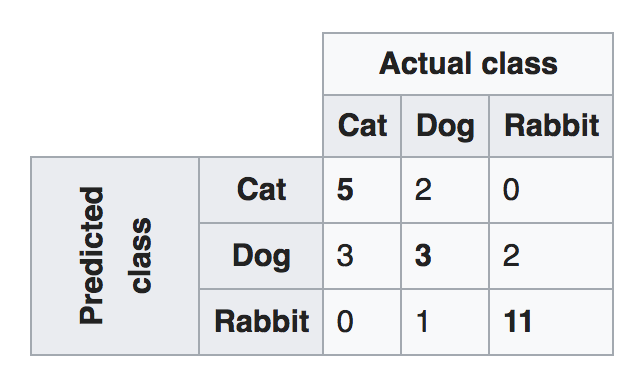 Actual class
Cat Dog Rabbit
Predicted
class
Cat 5 2 0
Dog 3 3 2
Rabbit 0 1 11